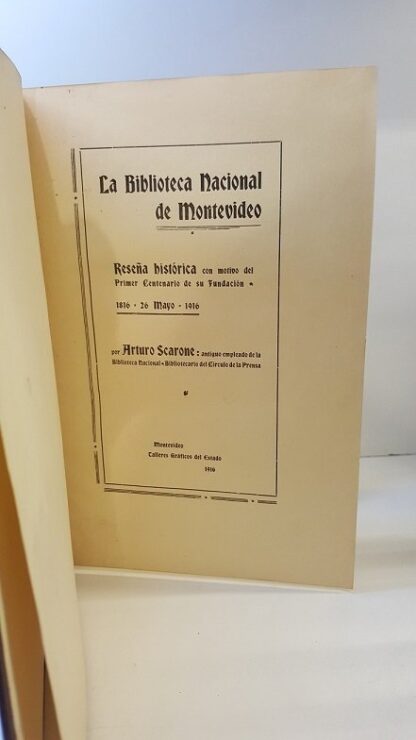 La Biblioteca Nacional
de Montevideo
Reseña histórica con motivo del
Primer Centenario de su Fundación •
1816 - 26 Mayo - 1916
por Arturo Scarone: antiguo empleado de la
Biblioteca Nacional • Bibliotecario del Círculo de la Prensa
Montevideo
Talleres Gráficos del Estado
1916